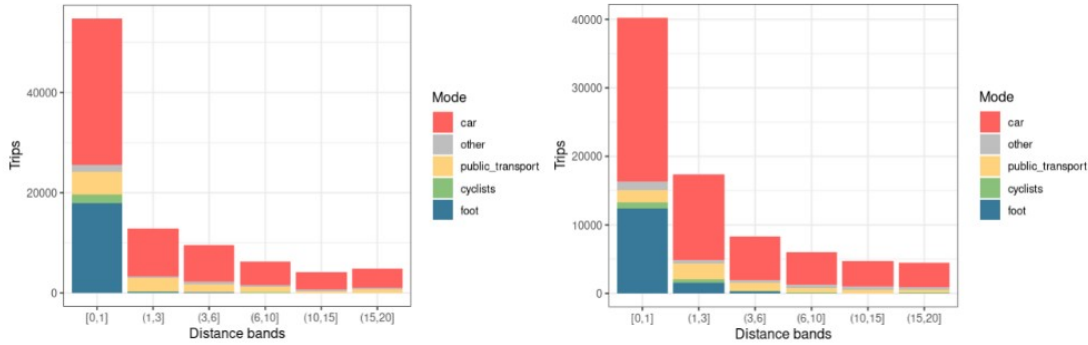 Trips
40000
20000
0
[0,1]
(1,3]
(3,6]
(6,10]
(10,15]
(15,20]
Distance bands
Mode
car
other
public_transport
cyclists
foot
Trips
40000
30000
20000
10000
0
[0,1]
(1,3]
(3,6]
(6,10]
(10,15]
(15,20]
Distance bands
Mode
car
other
public_transport
cyclists
foot